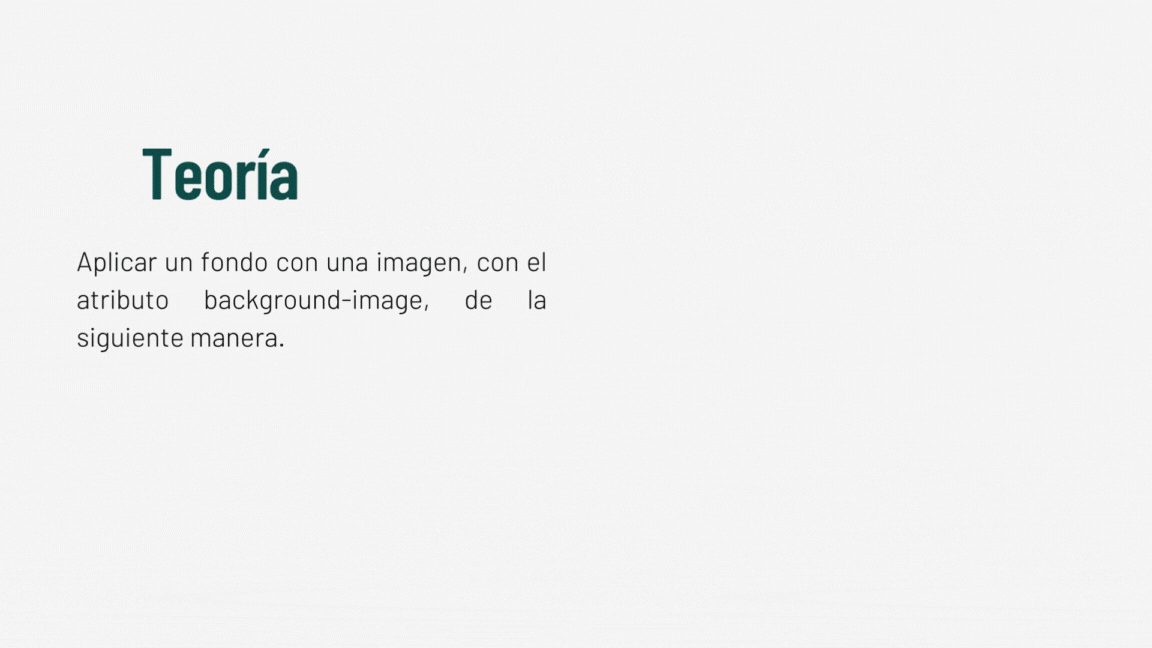 Teoría
Aplicar un fondo con una imagen, con el
atributo background-image, de la
siguiente manera.